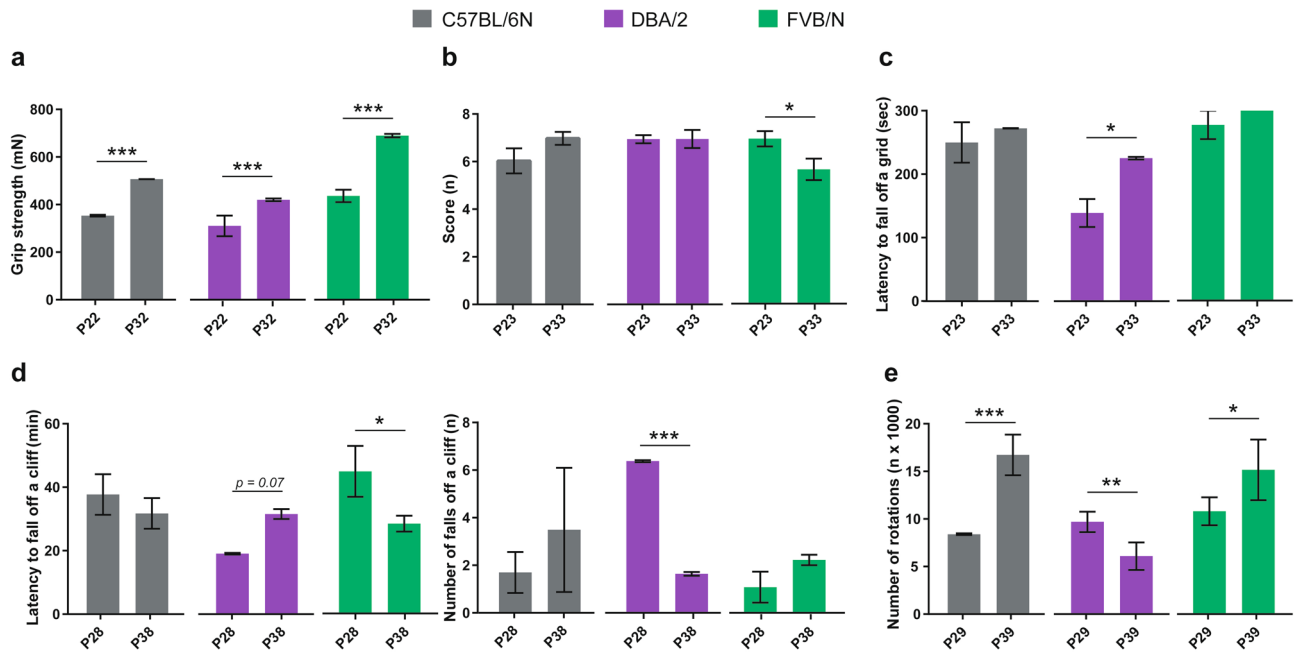 C57BL/6N DBA/2 FVB/N
a
Grip strength (mN)
800
600
400
200
0
***
***
***
P22 P32 P22 P32 P22 P32
b
Score (n)
8
6
4
2
0
*
P23 P33 P23 P33 P23 P33
c
Latency to fall off a grid (sec)
300
200
100
0
*
P23 P33 P23 P33 P23 P33
d
Latency to fall off a cliff (min)
60
40
20
0
p = 0.07
*
P28 P38 P28 P38 P28 P38
Number of falls off a cliff (n)
8
6
4
2
0
***
P28 P38 P28 P38 P28 P38
e
Number of rotations (n x 1000)
20
15
10
5
0
***
**
*
P29 P39 P29 P39 P29 P39